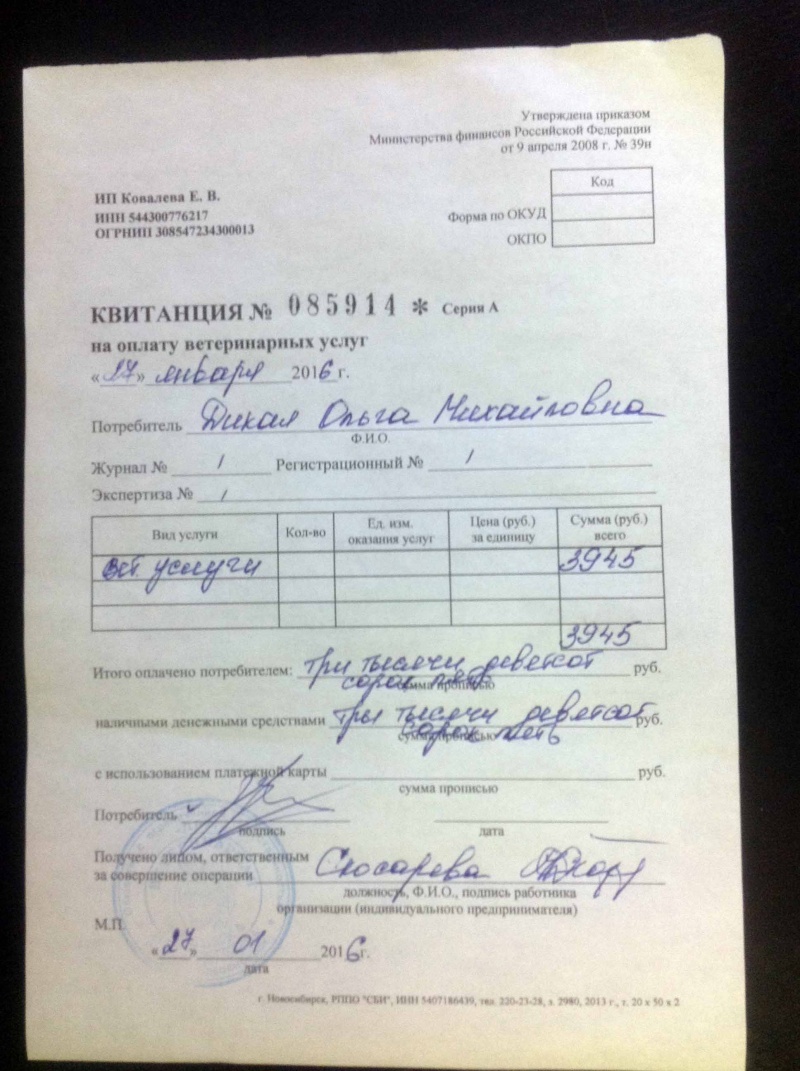 Утверждена приказом
Министерства финансов Российской Федерации
от 9 апреля 2008 г. № 39н
Код
Форма по ОКУД
ОКПО
ИП Ковалева Е. В.
ИНН 544300776217
ОГРНИП 308547234300013
КВИТАНЦИЯ № 085914 * Серия А
на оплату ветеринарных услуг
«27» января 2016 г.
Потребитель Дикая Ольга Михайловна
Ф.И.О.
Журнал № / Регистрационный № /
Экспертиза № /
Вид услуги Кол-во Ед. изм. оказания услуг Цена (руб.) за единицу Сумма (руб.) всего
вет. услуги 3945
3945
Итого оплачено потребителем: три тысячи девятсот руб.
сорок пять
сумма прописью
наличными денежными средствами три тысячи девятсот руб.
сорок пять
сумма прописью
с использованием платежной карты руб.
сумма прописью
Потребитель
подпись дата
Получено лицом, ответственным
за совершение операции Слюсарева
должность, Ф.И.О., подпись работника
организации (индивидуального предпринимателя)
М.П.
«27» 01 2016г.
дата
г. Новосибирск, РППО "СБИ", ИНН 5407186439, тел. 220-23-28, з. 2980, 2013 г., т. 20 х 50 х 2